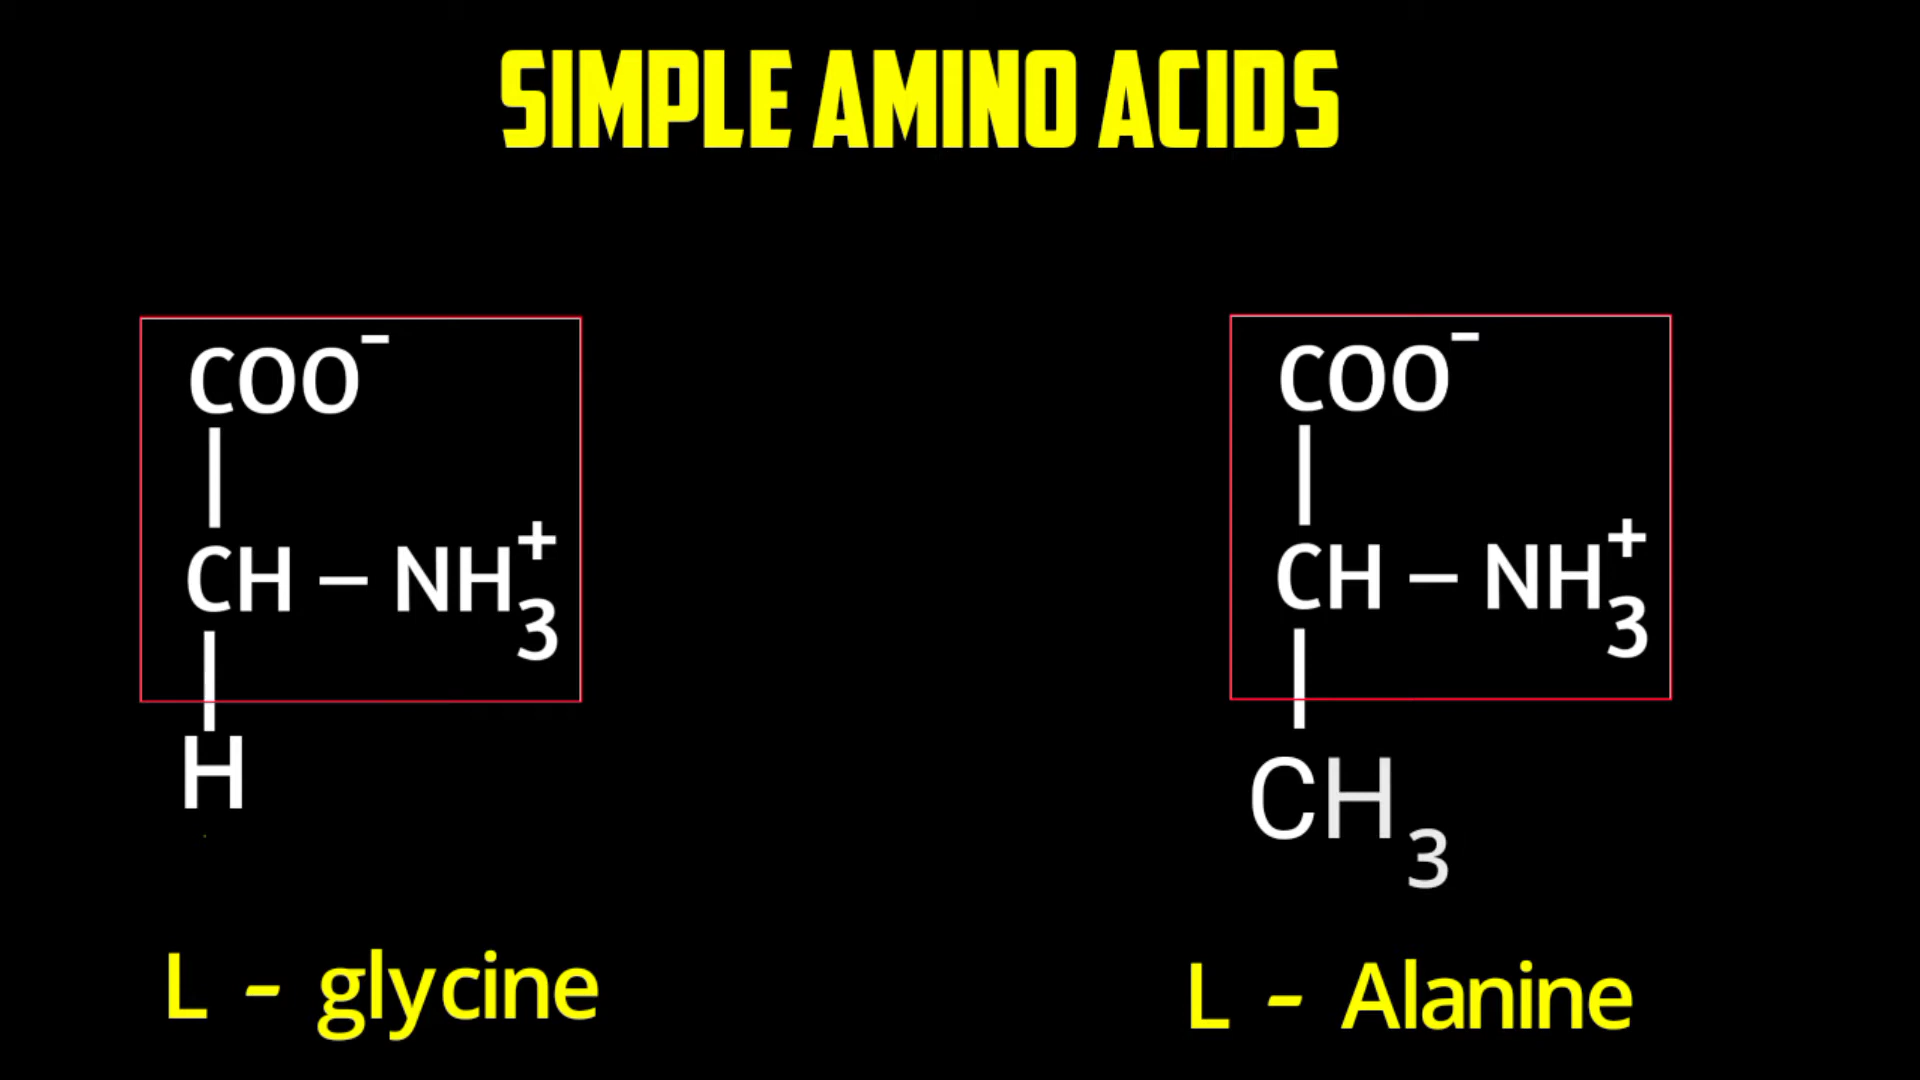 SIMPLE AMINO ACIDS
COO⁻
CH – NH₃⁺
H
L - glycine
COO⁻
CH – NH₃⁺
CH₃
L - Alanine